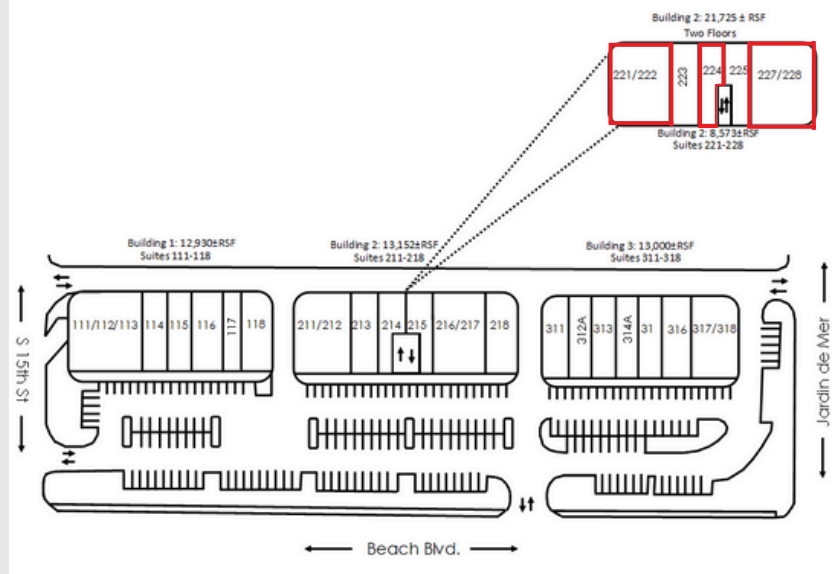 Building 2: 21,725 ± RSF
Two Floors
221/222
223
224
225
227/228
Building 2: 8,573±RSF
Suites 221-228
Building 1: 12,930±RSF
Suites 111-118
Building 2: 13,152±RSF
Suites 211-218
Building 3: 13,000±RSF
Suites 311-318
111/112/113
114
115
116
117
118
211/212
213
214
215
216/217
218
311
312A
313
314A
31
316
317/318
S 15th St
Jardin de Mer
Beach Blvd.